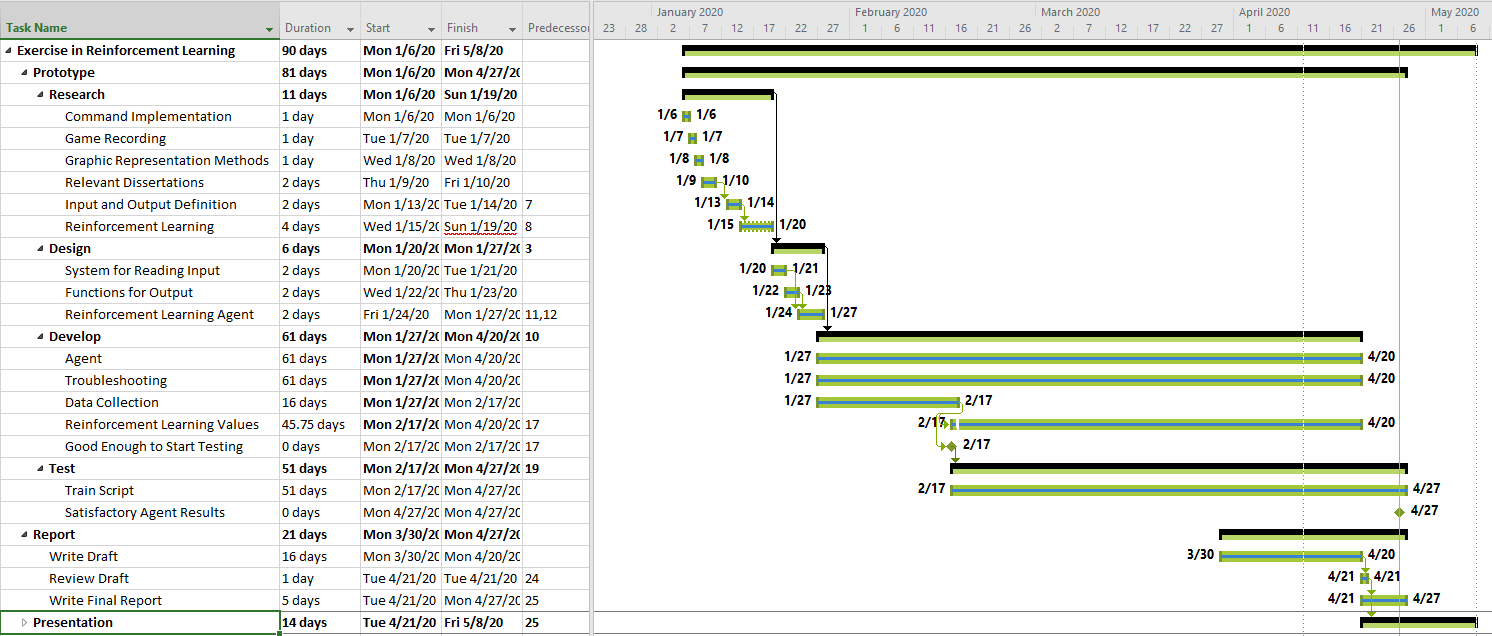 January 2020 February 2020 March 2020 April 2020 May 2020
Task Name Duration Start Finish Predecessor 23 28 2 7 12 17 22 27 1 6 11 16 21 26 2 7 12 17 22 27 1 6 11 16 21 26 1 6
Exercise in Reinforcement Learning 90 days Mon 1/6/20 Fri 5/8/20
Prototype 81 days Mon 1/6/20 Mon 4/27/20
Research 11 days Mon 1/6/20 Sun 1/19/20
Command Implementation 1 day Mon 1/6/20 Mon 1/6/20 1/6 1/6
Game Recording 1 day Tue 1/7/20 Tue 1/7/20 1/7 1/7
Graphic Representation Methods 1 day Wed 1/8/20 Wed 1/8/20 1/8 1/8
Relevant Dissertations 2 days Thu 1/9/20 Fri 1/10/20 1/9 1/10
Input and Output Definition 2 days Mon 1/13/20 Tue 1/14/20 7 1/13 1/14
Reinforcement Learning 4 days Wed 1/15/20 Sun 1/19/20 8 1/15 1/20
Design 6 days Mon 1/20/20 Mon 1/27/20 3
System for Reading Input 2 days Mon 1/20/20 Tue 1/21/20 1/20 1/21
Functions for Output 2 days Wed 1/22/20 Thu 1/23/20 1/22 1/23
Reinforcement Learning Agent 2 days Fri 1/24/20 Mon 1/27/20 11,12 1/24 1/27
Develop 61 days Mon 1/27/20 Mon 4/20/20 10
Agent 61 days Mon 1/27/20 Mon 4/20/20 1/27 4/20
Troubleshooting 61 days Mon 1/27/20 Mon 4/20/20 1/27 4/20
Data Collection 16 days Mon 1/27/20 Mon 2/17/20 1/27 2/17
Reinforcement Learning Values 45.75 days Mon 2/17/20 Mon 4/20/20 17 2/17 4/20
Good Enough to Start Testing 0 days Mon 2/17/20 Mon 2/17/20 17 2/17
Test 51 days Mon 2/17/20 Mon 4/27/20 19
Train Script 51 days Mon 2/17/20 Mon 4/27/20 2/17 4/27
Satisfactory Agent Results 0 days Mon 4/27/20 Mon 4/27/20 4/27
Report 21 days Mon 3/30/20 Mon 4/27/20
Write Draft 16 days Mon 3/30/20 Mon 4/20/20 3/30 4/20
Review Draft 1 day Tue 4/21/20 Tue 4/21/20 24 4/21 4/21
Write Final Report 5 days Tue 4/21/20 Mon 4/27/20 25 4/21 4/27
Presentation 14 days Tue 4/21/20 Fri 5/8/20 25